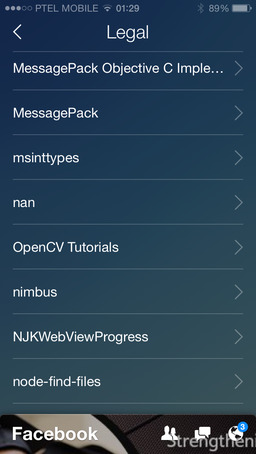 PTEL MOBILE 01:29 89%
Legal
MessagePack Objective C Imple...
MessagePack
msinttypes
nan
OpenCV Tutorials
nimbus
NJKWebViewProgress
node-find-files
Facebook 3
Strengtheni